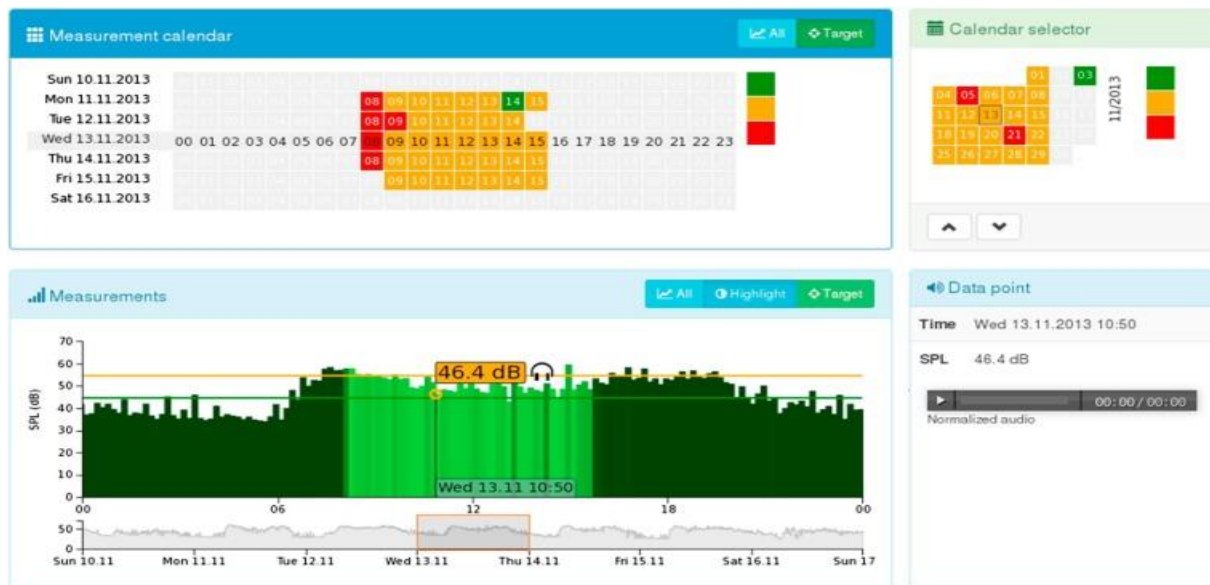 Measurement calendar
All
Target
Sun 10.11.2013
Mon 11.11.2013
08 09 10 11 12 13 14 15
Tue 12.11.2013
08 09 10 11 12 13 14
Wed 13.11.2013
00 01 02 03 04 05 06 07 08 09 10 11 12 13 14 15 16 17 18 19 20 21 22 23
Thu 14.11.2013
08 09 10 11 12 13 14 15
Fri 15.11.2013
09 10 11 12 13 14 15
Sat 16.11.2013
Calendar selector
01 03
04 05 06 07 08
11 12 13 14 15
18 19 20 21 22
25 26 27 28 29
11/2013
Measurements
All
Highlight
Target
SPL (dB)
70
60
50
40
30
20
10
0
46.4 dB
Wed 13.11 10:50
00 06 12 18 00
50
0
Sun 10.11 Mon 11.11 Tue 12.11 Wed 13.11 Thu 14.11 Fri 15.11 Sat 16.11 Sun 17
Data point
Time Wed 13.11.2013 10:50
SPL 46.4 dB
00:00/00:00
Normalized audio